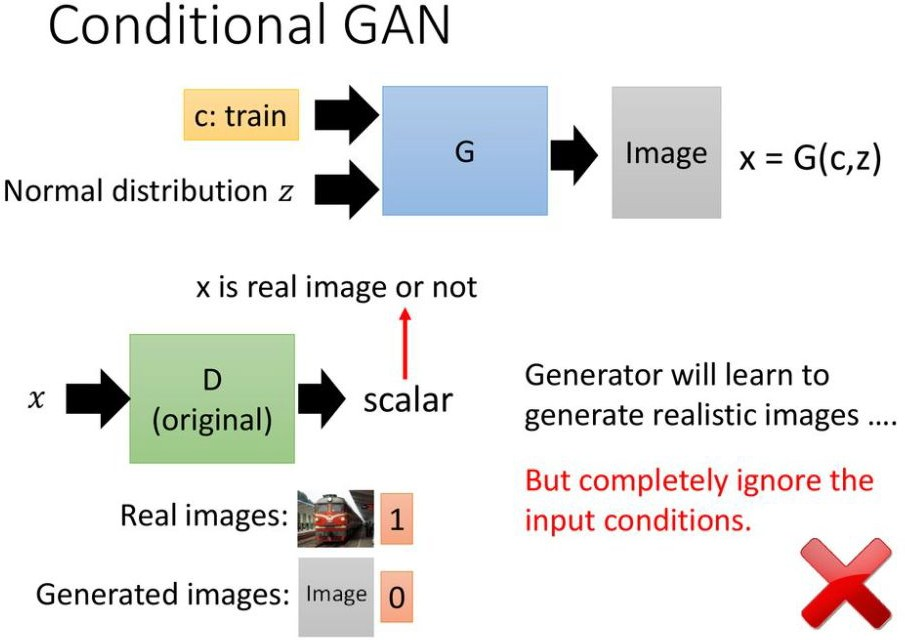 Conditional GAN
c: train
G
Image
x = G(c,z)
Normal distribution z
x is real image or not
x
D
(original)
scalar
Generator will learn to
generate realistic images ….
But completely ignore the
input conditions.
Real images:
1
Generated images:
Image
0